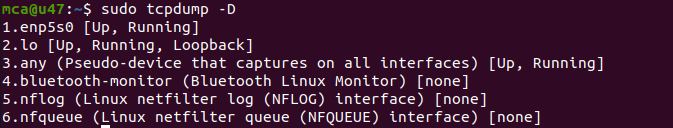 mca@u47:~$ sudo tcpdump -D
1.enp5s0 [Up, Running]
2.lo [Up, Running, Loopback]
3.any (Pseudo-device that captures on all interfaces) [Up, Running]
4.bluetooth-monitor (Bluetooth Linux Monitor) [none]
5.nflog (Linux netfilter log (NFLOG) interface) [none]
6.nfqueue (Linux netfilter queue (NFQUEUE) interface) [none]